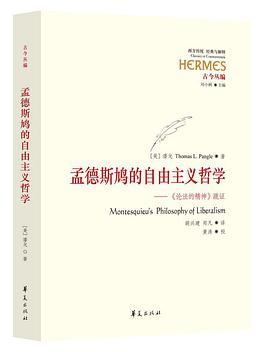 古今丛编
孟德斯鸠的自由主义哲学
[美] 潘戈 著
华夏出版社
西方传统 经典与解释
Classici et Commentarii
HERMES
古今丛编
刘小枫 主编
[美] 潘戈 Thomas L. Pangle 著
孟德斯鸠的自由主义哲学
——《论法的精神》疏证
Montesquieu's Philosophy of Liberalism
胡兴建 郑凡 译
黄涛 校
华夏出版社